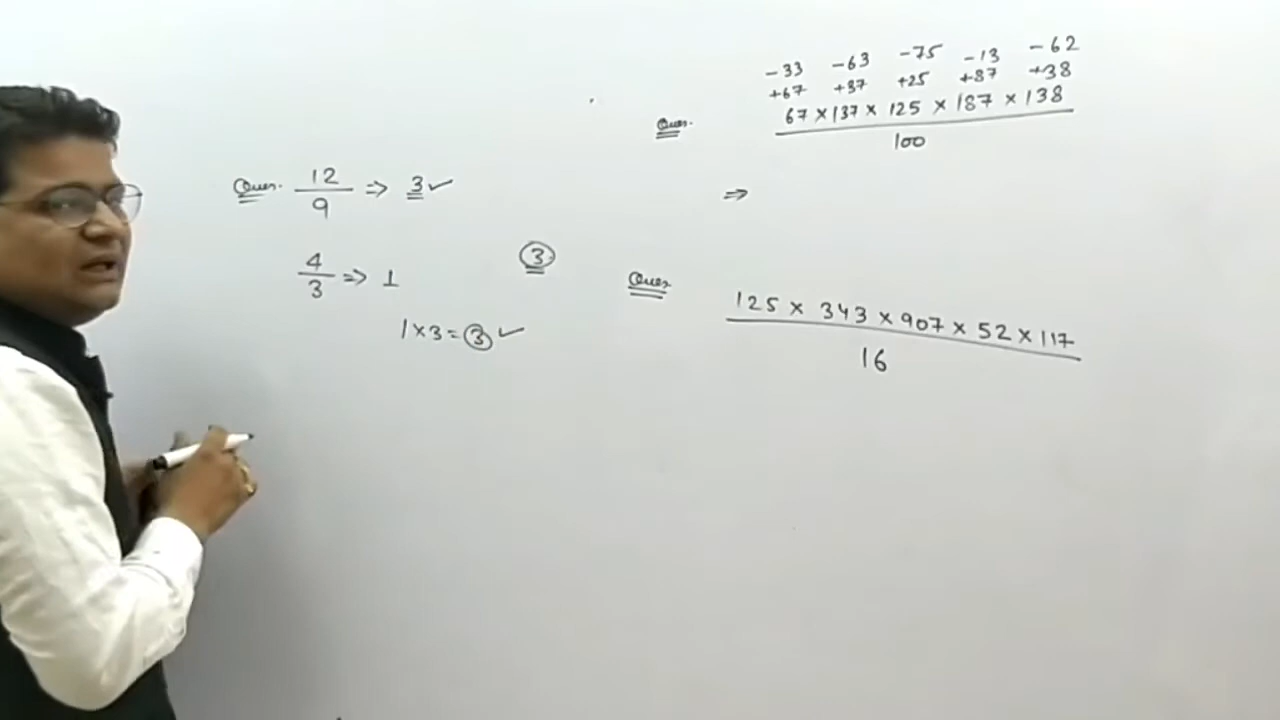 Ques. 12/9 ⇒ 3 ✓
4/3 ⇒ 1
1 × 3 = 3 ✓
3
-33 -63 -75 -13 -62
+67 +37 +25 +87 +38
Ques. 67 × 137 × 125 × 187 × 138
100
⇒
Ques 125 × 343 × 907 × 52 × 117
16